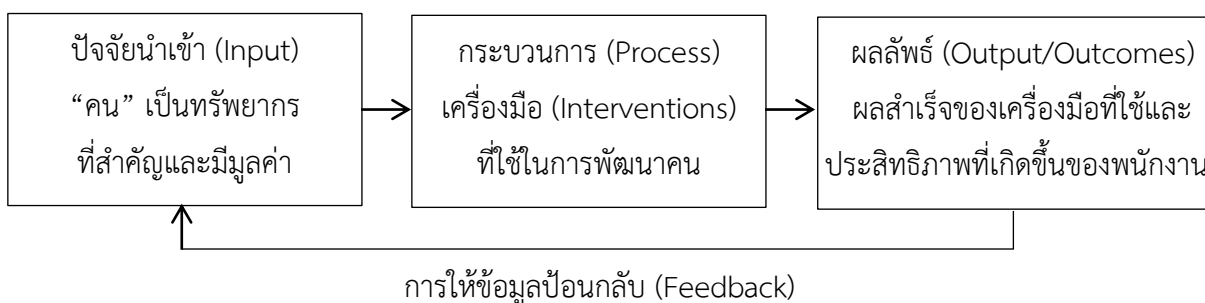 ปัจจัยนำเข้า (Input)
“คน” เป็นทรัพยากร
ที่สำคัญและมีมูลค่า
กระบวนการ (Process)
เครื่องมือ (Interventions)
ที่ใช้ในการพัฒนาคน
ผลลัพธ์ (Output/Outcomes)
ผลสำเร็จของเครื่องมือที่ใช้และ
ประสิทธิภาพที่เกิดขึ้นของพนักงาน
การให้ข้อมูลป้อนกลับ (Feedback)